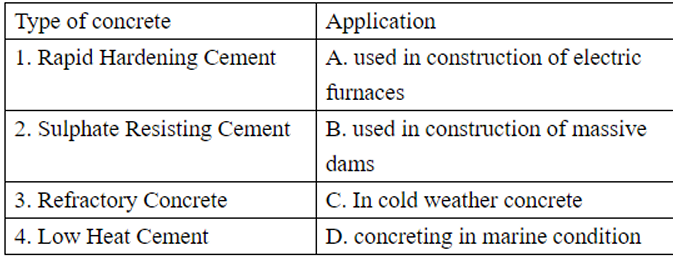 Type of concrete Application
1. Rapid Hardening Cement A. used in construction of electric
furnaces
2. Sulphate Resisting Cement B. used in construction of massive
dams
3. Refractory Concrete C. In cold weather concrete
4. Low Heat Cement D. concreting in marine condition